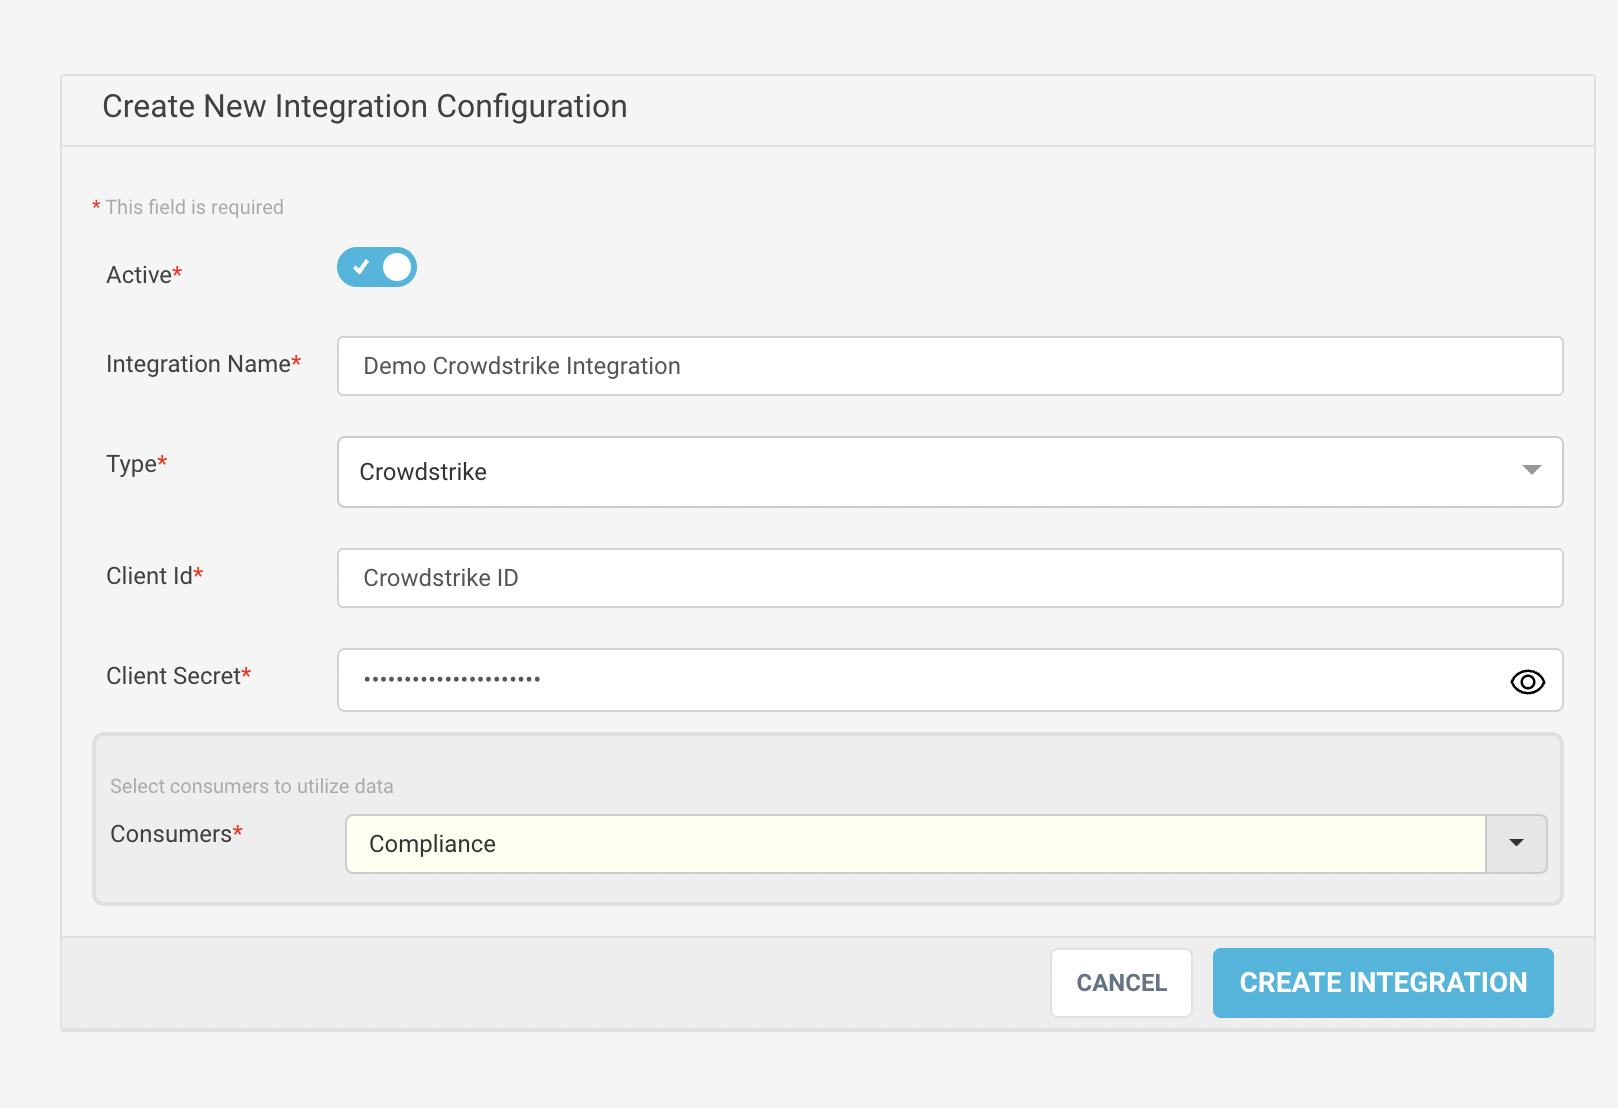 Create New Integration Configuration
* This field is required
Active*
Integration Name*
Demo Crowdstrike Integration
Type*
Crowdstrike
Client Id*
Crowdstrike ID
Client Secret*
••••••••••••••••••••••
Select consumers to utilize data
Consumers*
Compliance
CANCEL
CREATE INTEGRATION